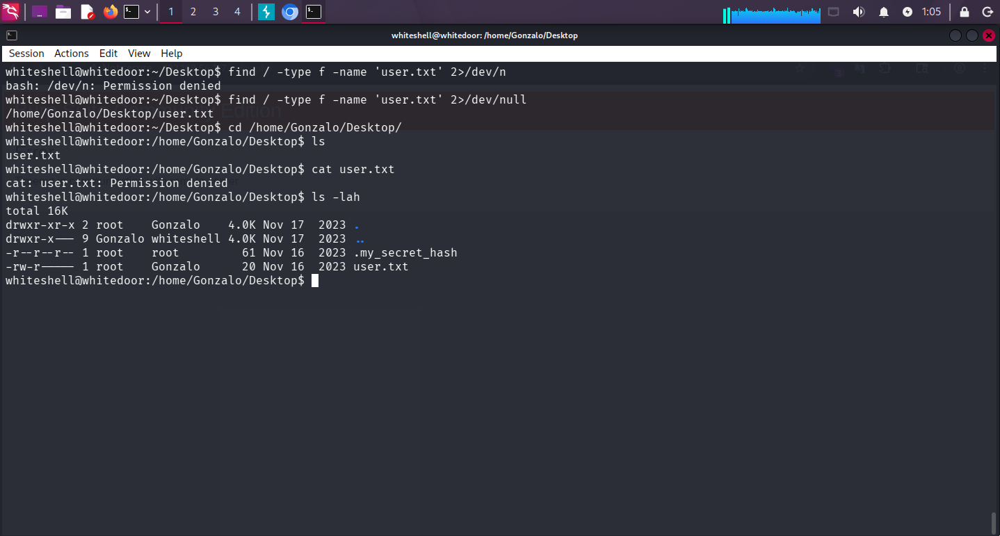 1 2 3 4 1:05
whiteshell@whitedoor: /home/Gonzalo/Desktop
Session Actions Edit View Help
whiteshell@whitedoor:~/Desktop$ find / -type f -name 'user.txt' 2>/dev/n
bash: /dev/n: Permission denied
whiteshell@whitedoor:~/Desktop$ find / -type f -name 'user.txt' 2>/dev/null
/home/Gonzalo/Desktop/user.txt
Edition
whiteshell@whitedoor:~/Desktop$ cd /home/Gonzalo/Desktop/
whiteshell@whitedoor:/home/Gonzalo/Desktop$ ls
user.txt
whiteshell@whitedoor:/home/Gonzalo/Desktop$ cat user.txt
cat: user.txt: Permission denied
whiteshell@whitedoor:/home/Gonzalo/Desktop$ ls -lah
total 16K
drwxr-xr-x 2 root    Gonzalo    4.0K Nov 17  2023 .
drwxr-x--- 9 Gonzalo whiteshell 4.0K Nov 17  2023 ..
-r--r--r-- 1 root    root         61 Nov 16  2023 .my_secret_hash
-rw-r----- 1 root    Gonzalo      20 Nov 16  2023 user.txt
whiteshell@whitedoor:/home/Gonzalo/Desktop$